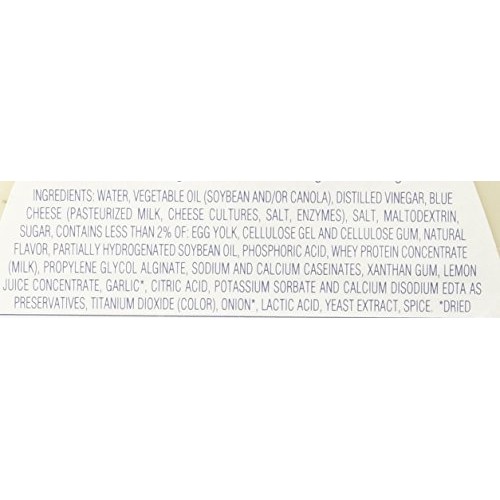 INGREDIENTS: WATER, VEGETABLE OIL (SOYBEAN AND/OR CANOLA), DISTILLED VINEGAR, BLUE
CHEESE (PASTEURIZED MILK, CHEESE CULTURES, SALT, ENZYMES), SALT, MALTODEXTRIN,
SUGAR, CONTAINS LESS THAN 2% OF: EGG YOLK, CELLULOSE GEL AND CELLULOSE GUM, NATURAL
FLAVOR, PARTIALLY HYDROGENATED SOYBEAN OIL, PHOSPHORIC ACID, WHEY PROTEIN CONCENTRATE
(MILK), PROPYLENE GLYCOL ALGINATE, SODIUM AND CALCIUM CASEINATES, XANTHAN GUM, LEMON
JUICE CONCENTRATE, GARLIC*, CITRIC ACID, POTASSIUM SORBATE AND CALCIUM DISODIUM EDTA AS
PRESERVATIVES, TITANIUM DIOXIDE (COLOR), ONION*, LACTIC ACID, YEAST EXTRACT, SPICE. *DRIED